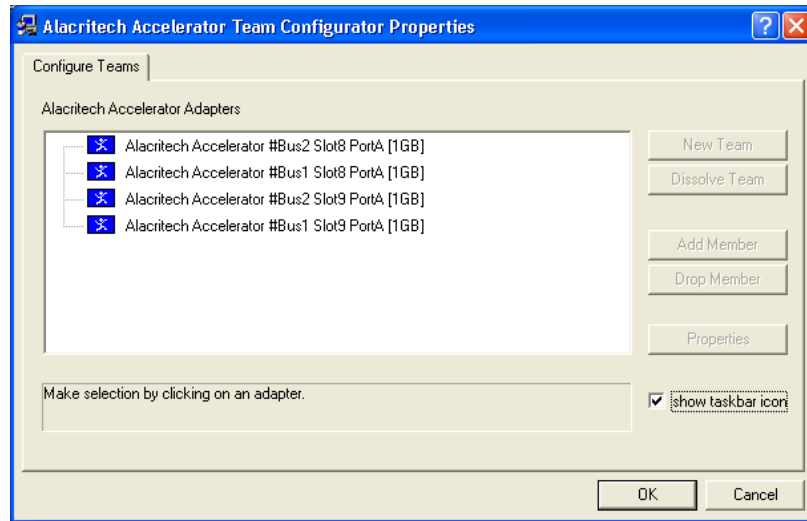 Alacritech Accelerator Team Configurator Properties
Configure Teams
Alacritech Accelerator Adapters
Alacritech Accelerator #Bus2 Slot8 PortA [1GB]
Alacritech Accelerator #Bus1 Slot8 PortA [1GB]
Alacritech Accelerator #Bus2 Slot9 PortA [1GB]
Alacritech Accelerator #Bus1 Slot9 PortA [1GB]
New Team
Dissolve Team
Add Member
Drop Member
Properties
Make selection by clicking on an adapter.
show taskbar icon
OK
Cancel